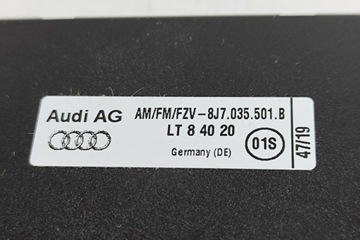 Audi AG
AM/FM/FZV-8J7.035.501.B
LT 8 40 20
Germany (DE)
01S
47/19